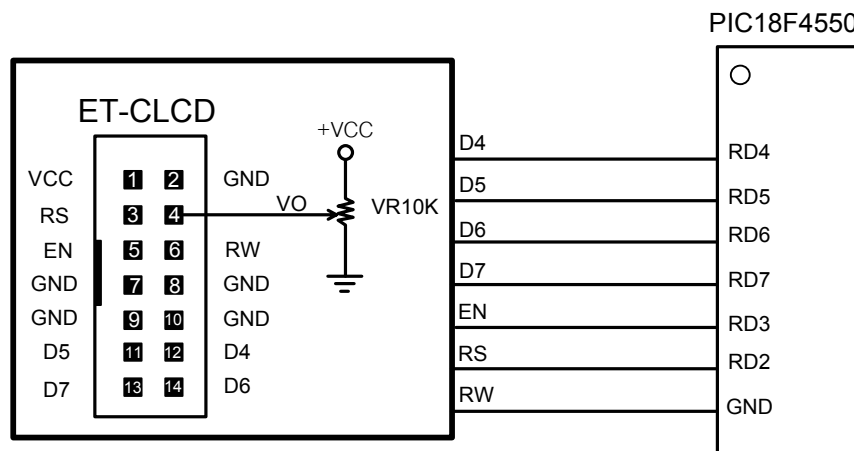 PIC18F4550
ET-CLCD
+VCC
VCC 1 2 GND
RS 3 4 VO VR10K
EN 5 6 RW
GND 7 8 GND
GND 9 10 GND
D5 11 12 D4
D7 13 14 D6
D4 RD4
D5 RD5
D6 RD6
D7 RD7
EN RD3
RS RD2
RW GND